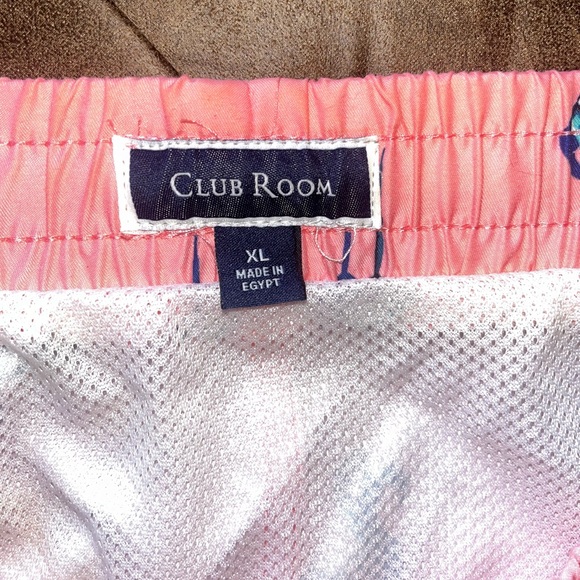 CLUB ROOM
XL
MADE IN
EGYPT